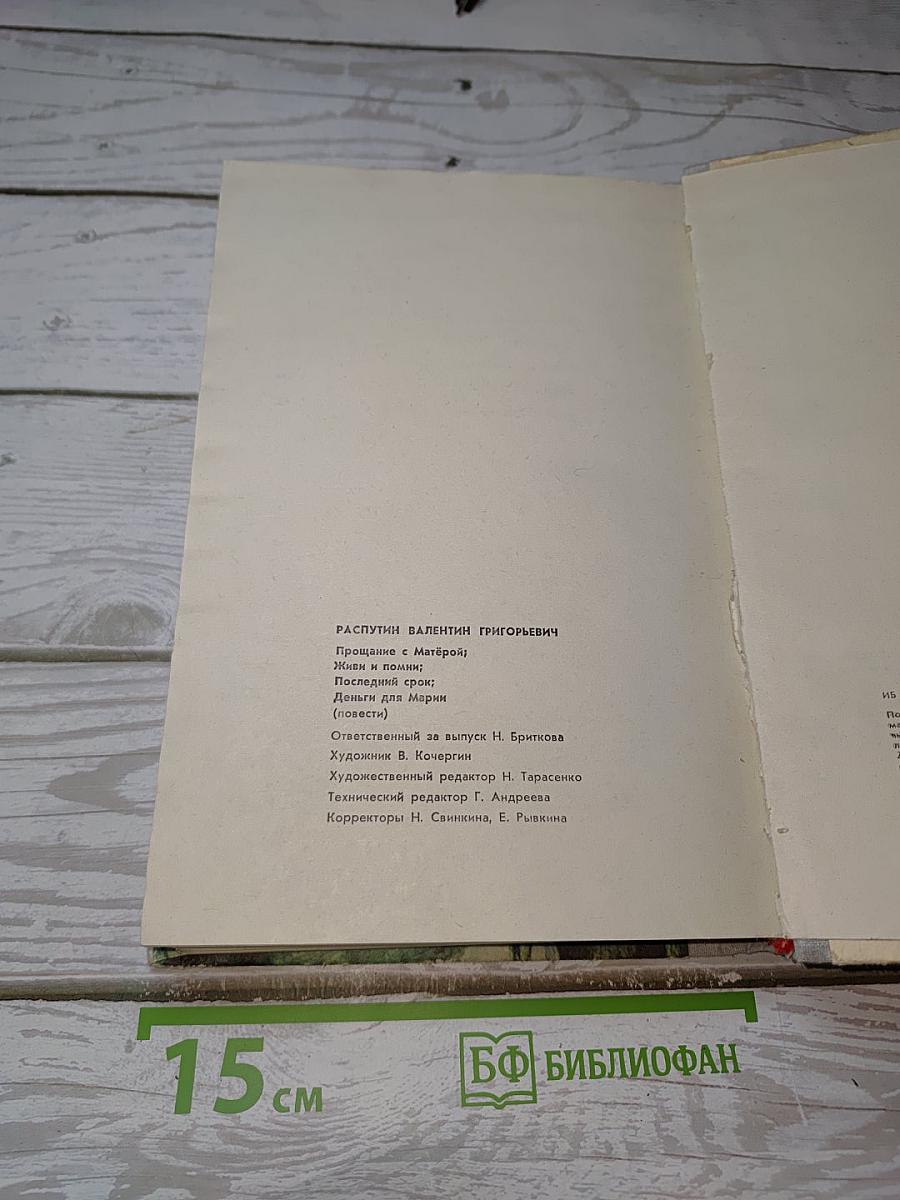 РАСПУТИН ВАЛЕНТИН ГРИГОРЬЕВИЧ
Прощание с Матёрой;
Живи и помни;
Последний срок;
Деньги для Марии
(повести)
Ответственный за выпуск Н. Бриткова
Художник В. Кочергин
Художественный редактор Н. Тарасенко
Технический редактор Г. Андреева
Корректоры Н. Свинкина, Е. Рывкина
ИБ
15 см
БФ БИБЛИОФАН